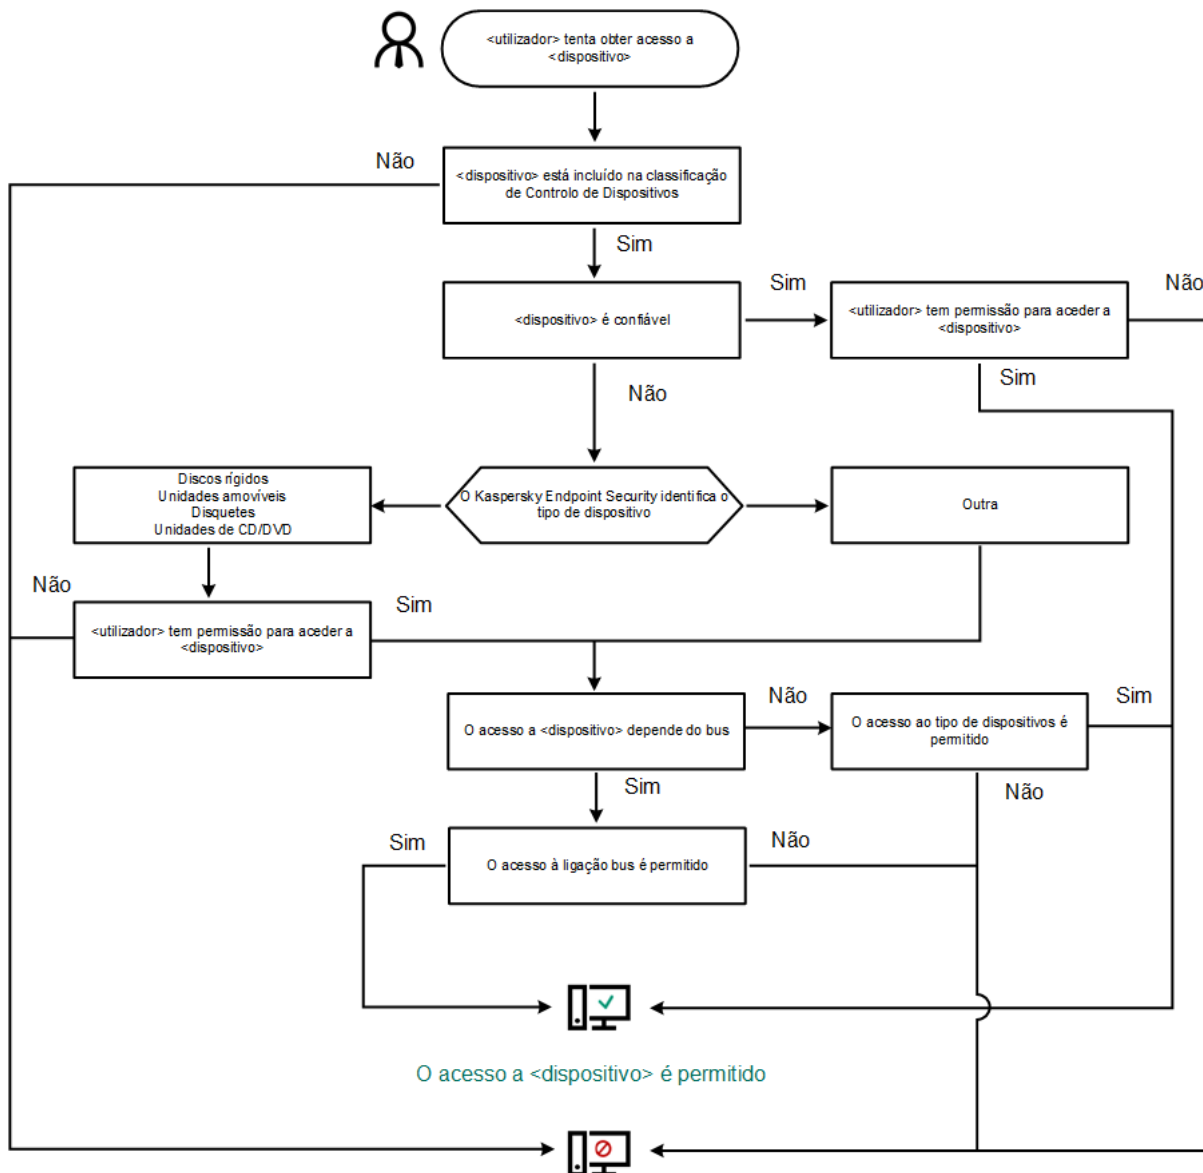 <utilizador> tenta obter acesso a
<dispositivo>
Não
<dispositivo> está incluído na classificação
de Controlo de Dispositivos
Sim
<dispositivo> é confiável
Sim
<utilizador> tem permissão para aceder a
<dispositivo>
Não
Sim
Não
Discos rígidos
Unidades amovíveis
Disquetes
Unidades de CD/DVD
O Kaspersky Endpoint Security identifica o
tipo de dispositivo
Outra
Não
<utilizador> tem permissão para aceder a
<dispositivo>
Sim
O acesso a <dispositivo> depende do bus
Não
O acesso ao tipo de dispositivos é
permitido
Sim
Sim
Não
Sim
O acesso à ligação bus é permitido
Não
O acesso a <dispositivo> é permitido